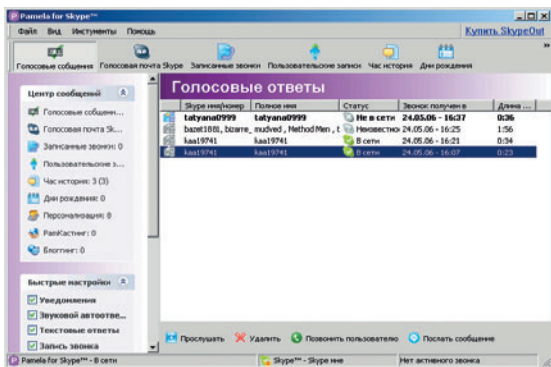 Pamela for Skype™
Файл Вид Инструменты Помощь Купить SkypeOut
Голосовые собщения Голосовая почта Skype Записанные звонки Пользовательские записи Час история Дни рождения
Центр сообщений
Голосовые собщени...
Голосовая почта Sk...
Записанные звонки: 0
Пользовательские з...
Час история: 3 (3)
Дни рождения: 0
Персонализация: 0
РамКастинг: 0
Блоггинг: 0
Быстрые настройки
Уведомления
Звуковой автоотве...
Текстовые ответы
Запись звонка
Голосовые ответы
Skype имя/номер Полное имя Статус Звонок получен в Длина ...
tatyana0999 tatyana0999 Не в сети 24.05.06 - 16:37 0:36
bazet1881, bizarre_ mudved , Method Men , t Неизвестно 24.05.06 - 16:25 1:56
kaa19741 kaa19741 В сети 24.05.06 - 16:21 0:34
kaa19741 kaa19741 В сети 24.05.06 - 16:07 0:23
Прослушать Удалить Позвонить пользователю Послать сообщение
Pamela for Skype™ - В сети Skype™ - Skype мне Нет активного звонка